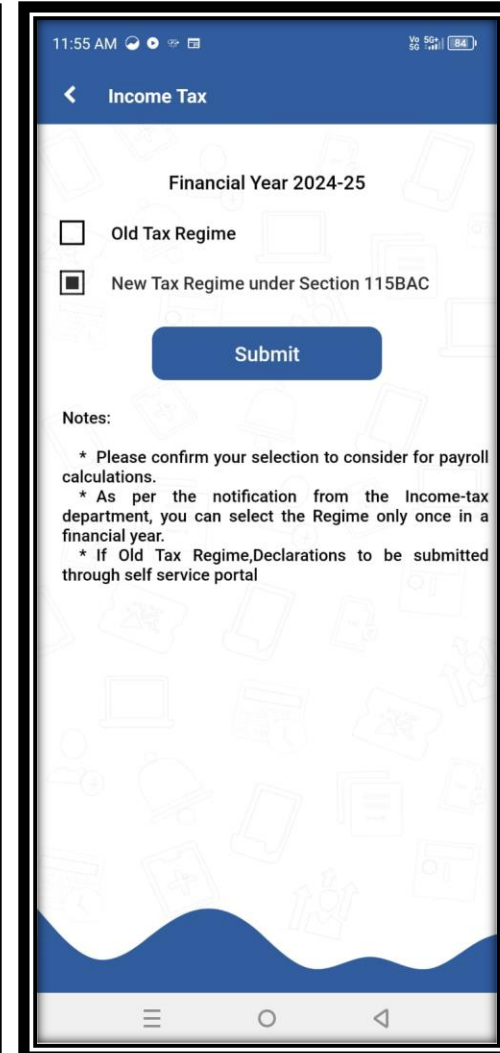 11:55 AM
Vo 5G 5G+ 84
Income Tax
Financial Year 2024-25
Old Tax Regime
New Tax Regime under Section 115BAC
Submit
Notes:
* Please confirm your selection to consider for payroll
calculations.
* As per the notification from the Income-tax
department, you can select the Regime only once in a
financial year.
* If Old Tax Regime,Declarations to be submitted
through self service portal